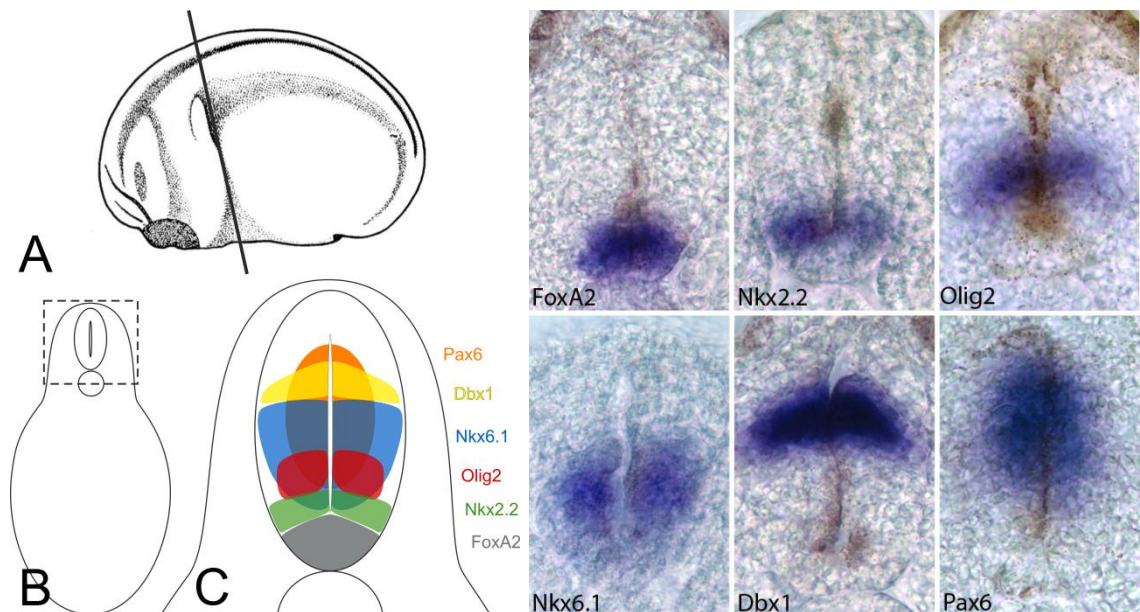 A
B
C
Pax6
Dbx1
Nkx6.1
Olig2
Nkx2.2
FoxA2
FoxA2
Nkx2.2
Olig2
Nkx6.1
Dbx1
Pax6